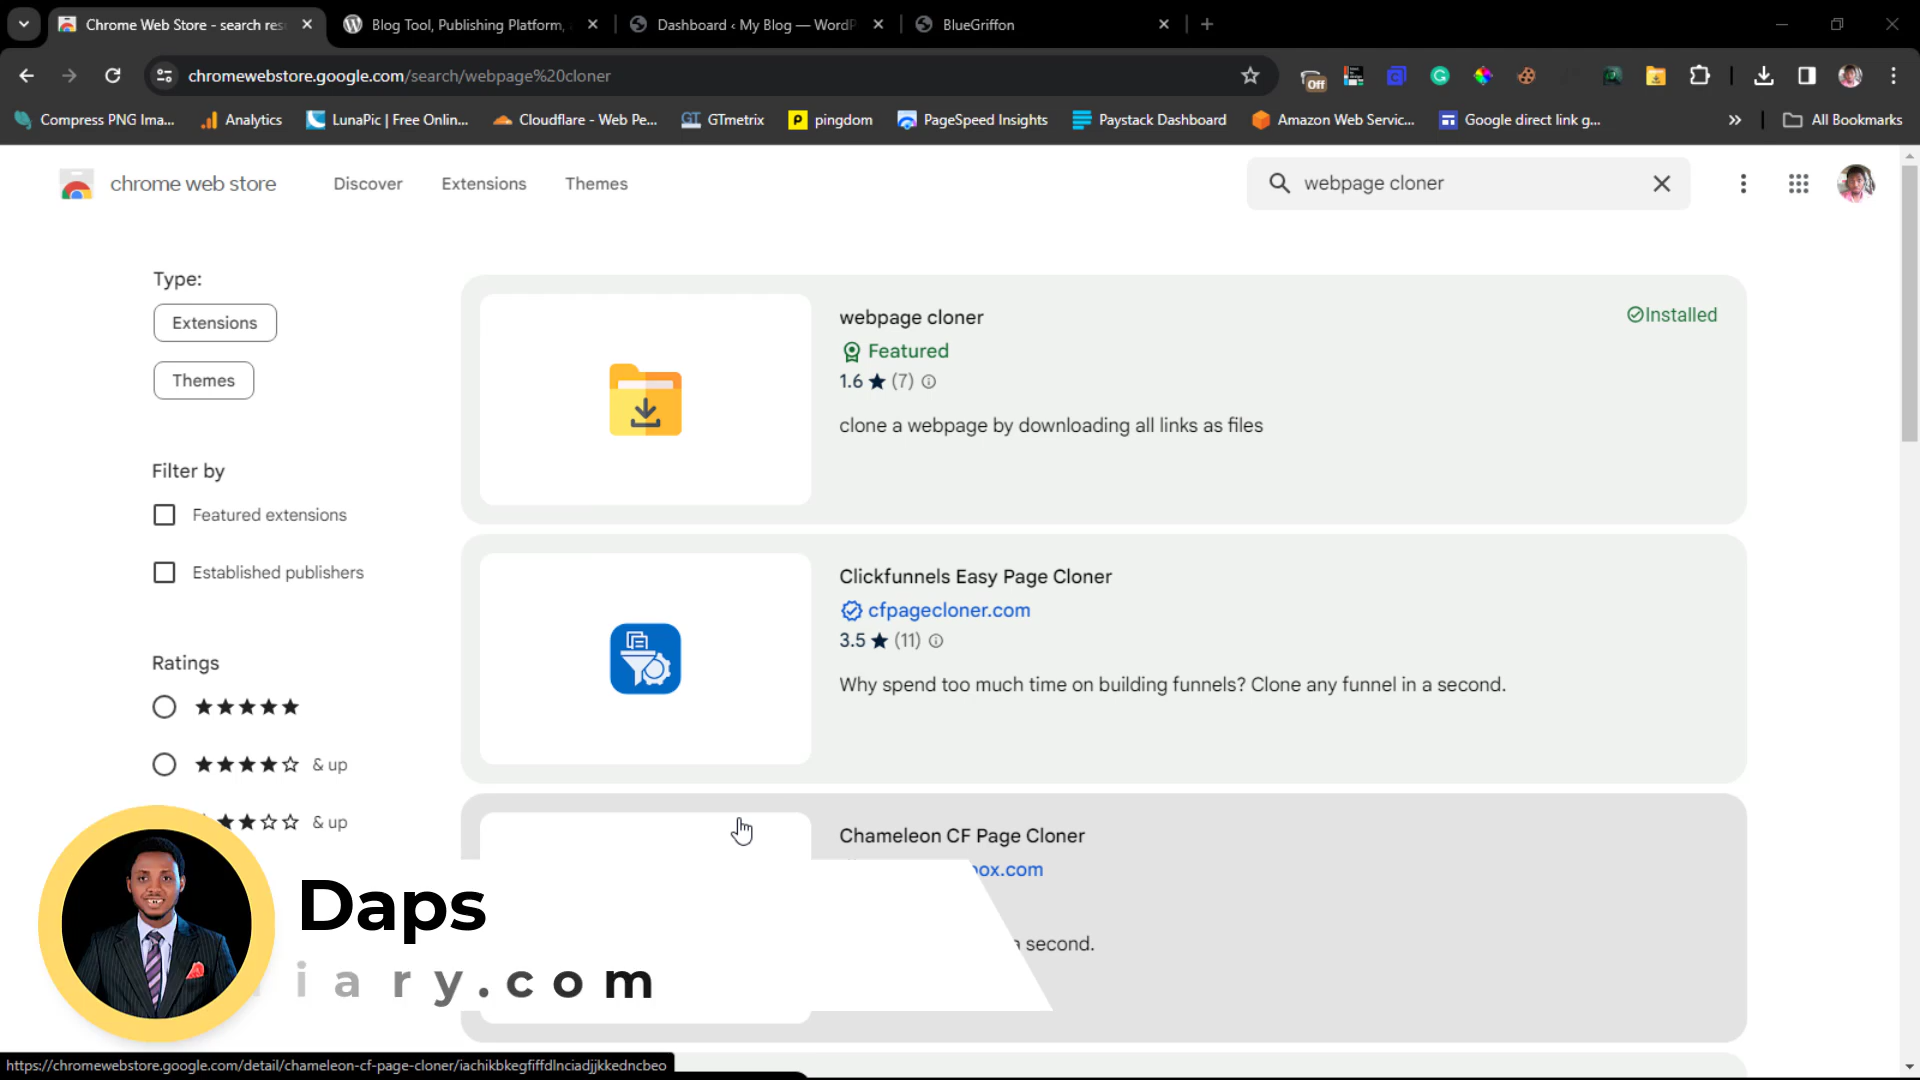 Chrome Web Store - search res
Blog Tool, Publishing Platform,
Dashboard ‹ My Blog — WordP
BlueGriffon
chromewebstore.google.com/search/webpage%20cloner
Off
Compress PNG Ima...
Analytics
LunaPic | Free Onlin...
Cloudflare - Web Pe...
GTmetrix
pingdom
PageSpeed Insights
Paystack Dashboard
Amazon Web Servic...
Google direct link g...
All Bookmarks
chrome web store
Discover
Extensions
Themes
webpage cloner
Type:
Extensions
Themes
Filter by
Featured extensions
Established publishers
Ratings
& up
& up
webpage cloner
Installed
Featured
1.6 ★ (7)
clone a webpage by downloading all links as files
Clickfunnels Easy Page Cloner
cfpagecloner.com
3.5 ★ (11)
Why spend too much time on building funnels? Clone any funnel in a second.
Chameleon CF Page Cloner
ox.com
a second.
Daps
iary.com
https://chromewebstore.google.com/detail/chameleon-cf-page-cloner/iachikbkegfiffdlnciadjjkkedncbeo